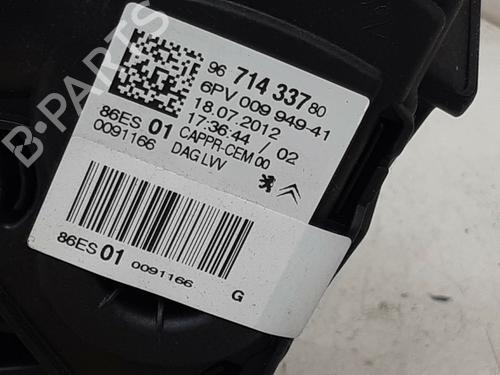 B-PARTS
96 714 337 80
6PV 009 949-41
18.07.2012
17:36:44 / 02
86ES 01 CAPPR-CEM 00
0091166 DAG LVV
86ES 01 0091166 G